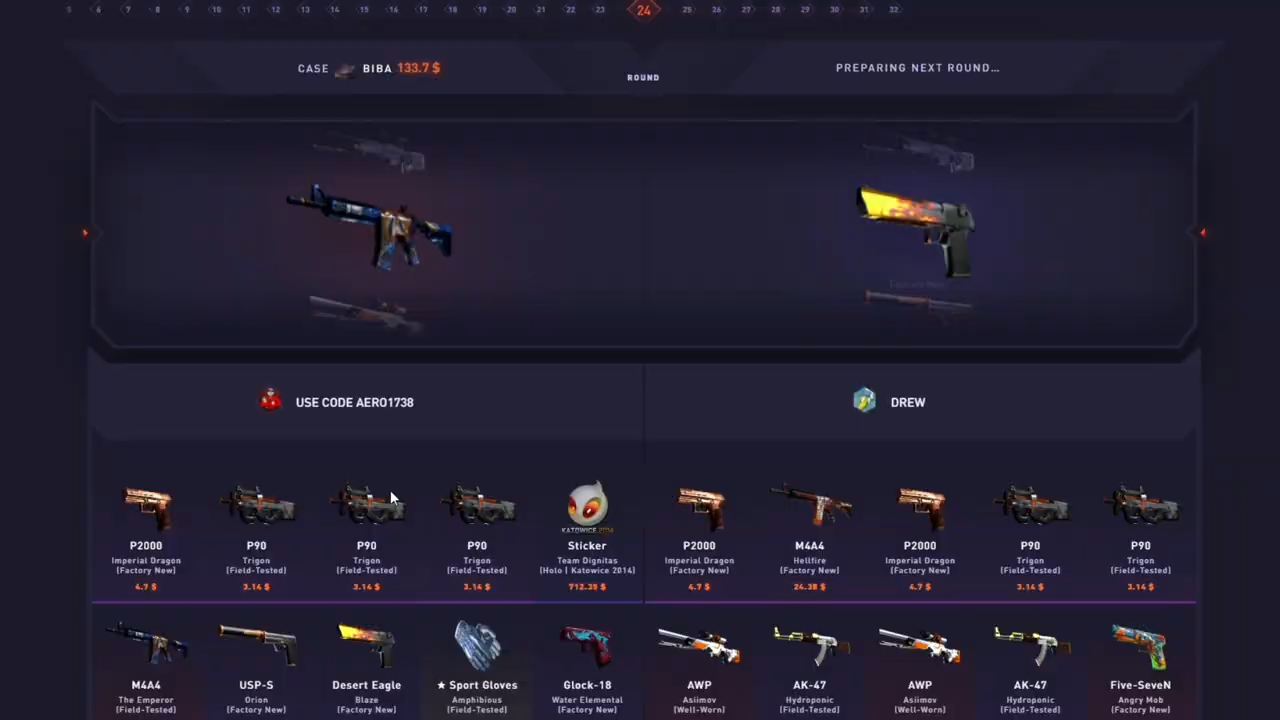 5 6 7 8 9 10 11 12 13 14 15 16 17 18 19 20 21 22 23 24 25 26 27 28 29 30 31 32
CASE BIBA 133.7 $
ROUND
PREPARING NEXT ROUND...
USE CODE AERO1738
DREW
P2000 P90 P90 P90 Sticker P2000 M4A4 P2000 P90 P90
Imperial Dragon Trigon Trigon Trigon Team Dignitas Imperial Dragon Hellfire Imperial Dragon Trigon Trigon
(Factory New) (Field-Tested) (Field-Tested) (Field-Tested) (Holo | Katowice 2014) (Factory New) (Factory New) (Factory New) (Field-Tested) (Field-Tested)
4.7 $ 3.14 $ 3.14 $ 3.14 $ 712.39 $ 4.7 $ 24.38 $ 4.7 $ 3.14 $ 3.14 $
M4A4 USP-S Desert Eagle ★ Sport Gloves Glock-18 AWP AK-47 AWP AK-47 Five-SeveN
The Emperor Orion Blaze Amphibious Water Elemental Asiimov Hydroponic Asiimov Hydroponic Angry Mob
(Field-Tested) (Factory New) (Factory New) (Field-Tested) (Factory New) (Well-Worn) (Field-Tested) (Well-Worn) (Field-Tested) (Factory New)